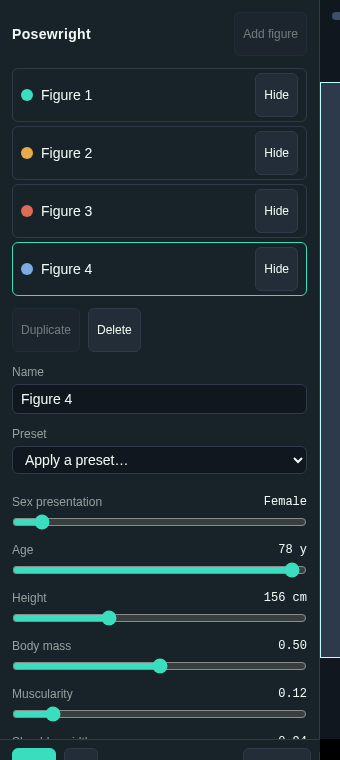 Posewright
Add figure
Figure 1
Hide
Figure 2
Hide
Figure 3
Hide
Figure 4
Hide
Duplicate
Delete
Name
Figure 4
Preset
Apply a preset…
Sex presentation
Female
Age
78 y
Height
156 cm
Body mass
0.50
Muscularity
0.12